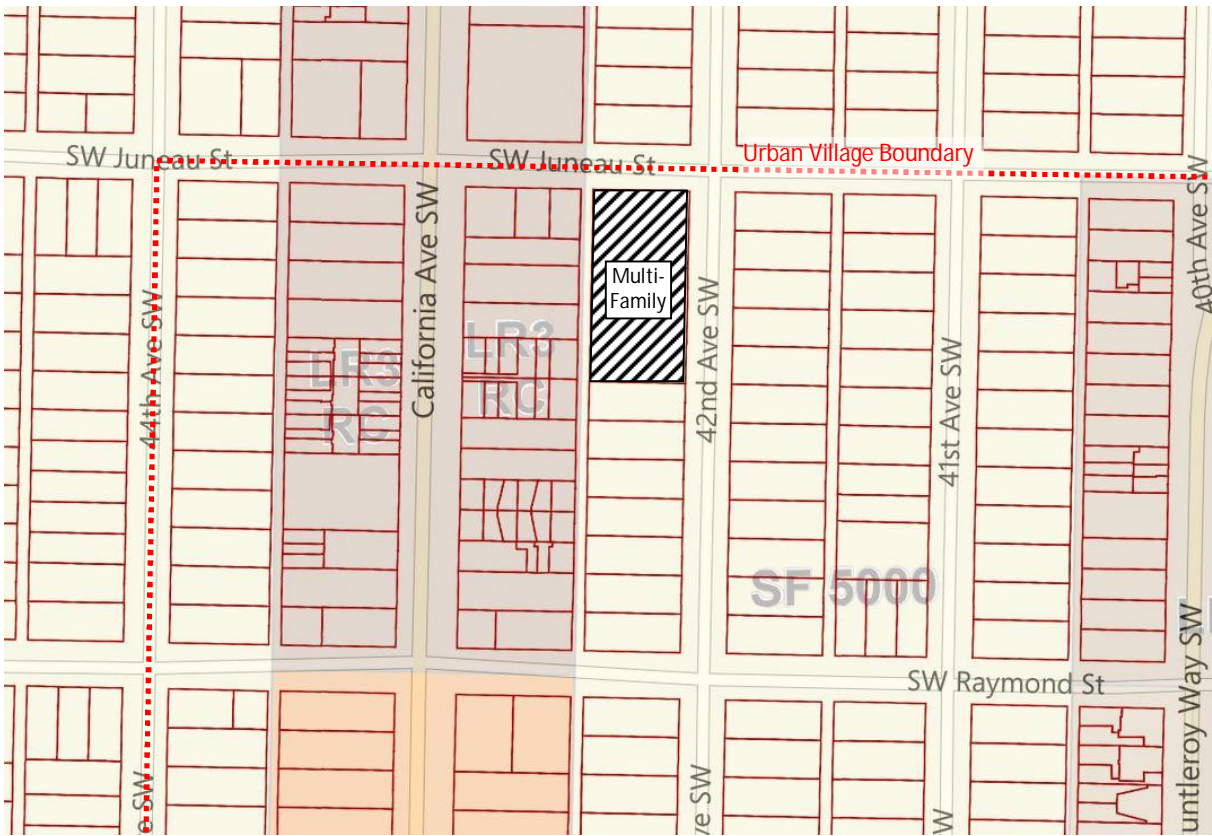 SW Juneau St
SW Juneau St
Urban Village Boundary
40th Ave SW
California Ave SW
Multi-
Family
42nd Ave SW
44th Ave SW
LR3
RC
LR3
RC
41st Ave SW
SF 5000
SW Raymond St
untleroy Way SW
e SW
ve SW
W